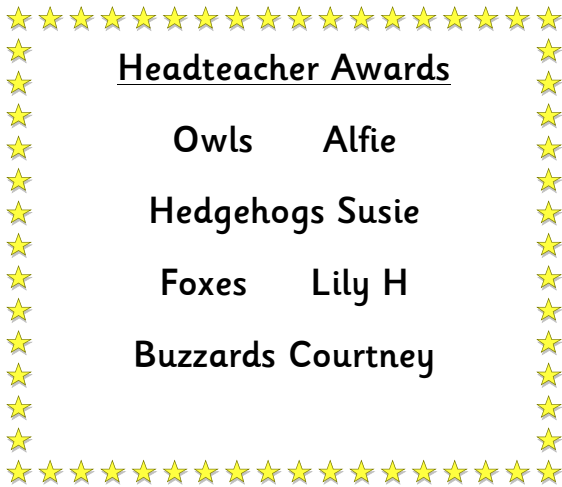 Headteacher Awards
Owls Alfie
Hedgehogs Susie
Foxes Lily H
Buzzards Courtney